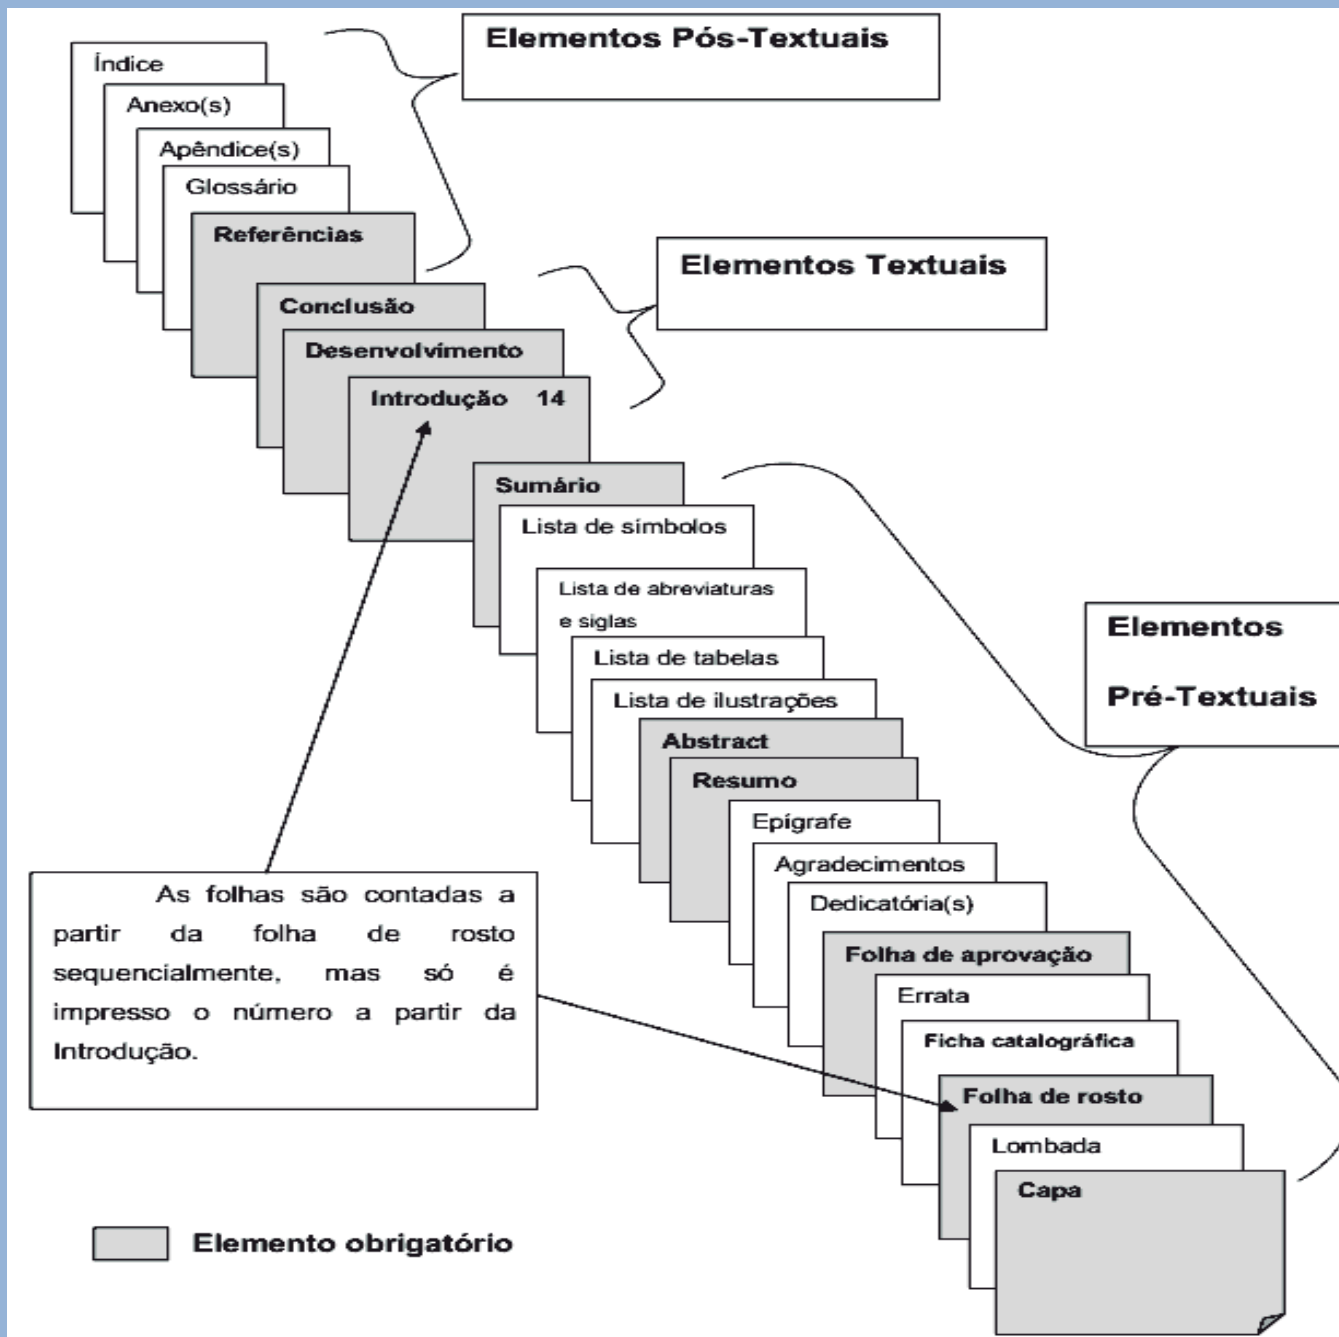 Elementos Pós-Textuais
Índice
Anexo(s)
Apêndice(s)
Glossário
Referências
Elementos Textuais
Conclusão
Desenvolvimento
Introdução 14
Sumário
Lista de símbolos
Lista de abreviaturas
e siglas
Lista de tabelas
Lista de ilustrações
Abstract
Resumo
Epígrafe
Agradecimentos
Dedicatória(s)
Folha de aprovação
Errata
Ficha catalográfica
Folha de rosto
Lombada
Capa
Elementos
Pré-Textuais
As folhas são contadas a
partir da folha de rosto
sequencialmente, mas só é
impresso o número a partir da
Introdução.
Elemento obrigatório